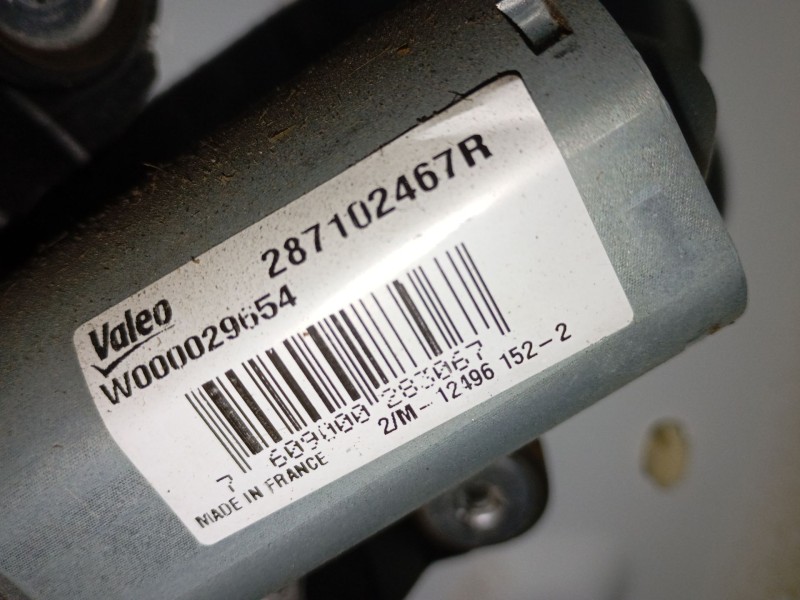 287102467R
Valeo
W000029654
7 609000 283067
2/M-12496 152-2
MADE IN FRANCE